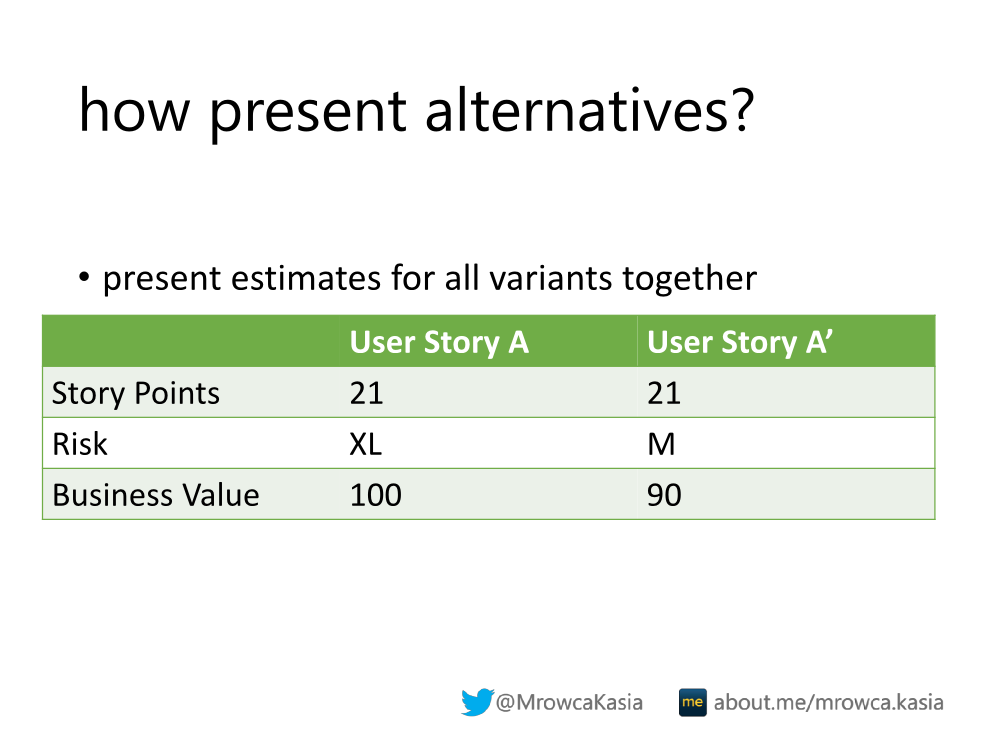 how present alternatives?
• present estimates for all variants together
User Story A User Story A’
Story Points 21 21
Risk XL M
Business Value 100 90
@MrowcaKasia me about.me/mrowca.kasia